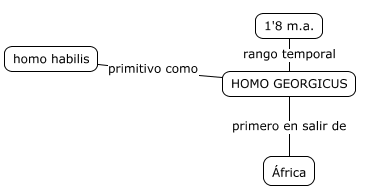 1'8 m.a.
rango temporal
homo habilis
primitivo como
HOMO GEORGICUS
primero en salir de
África